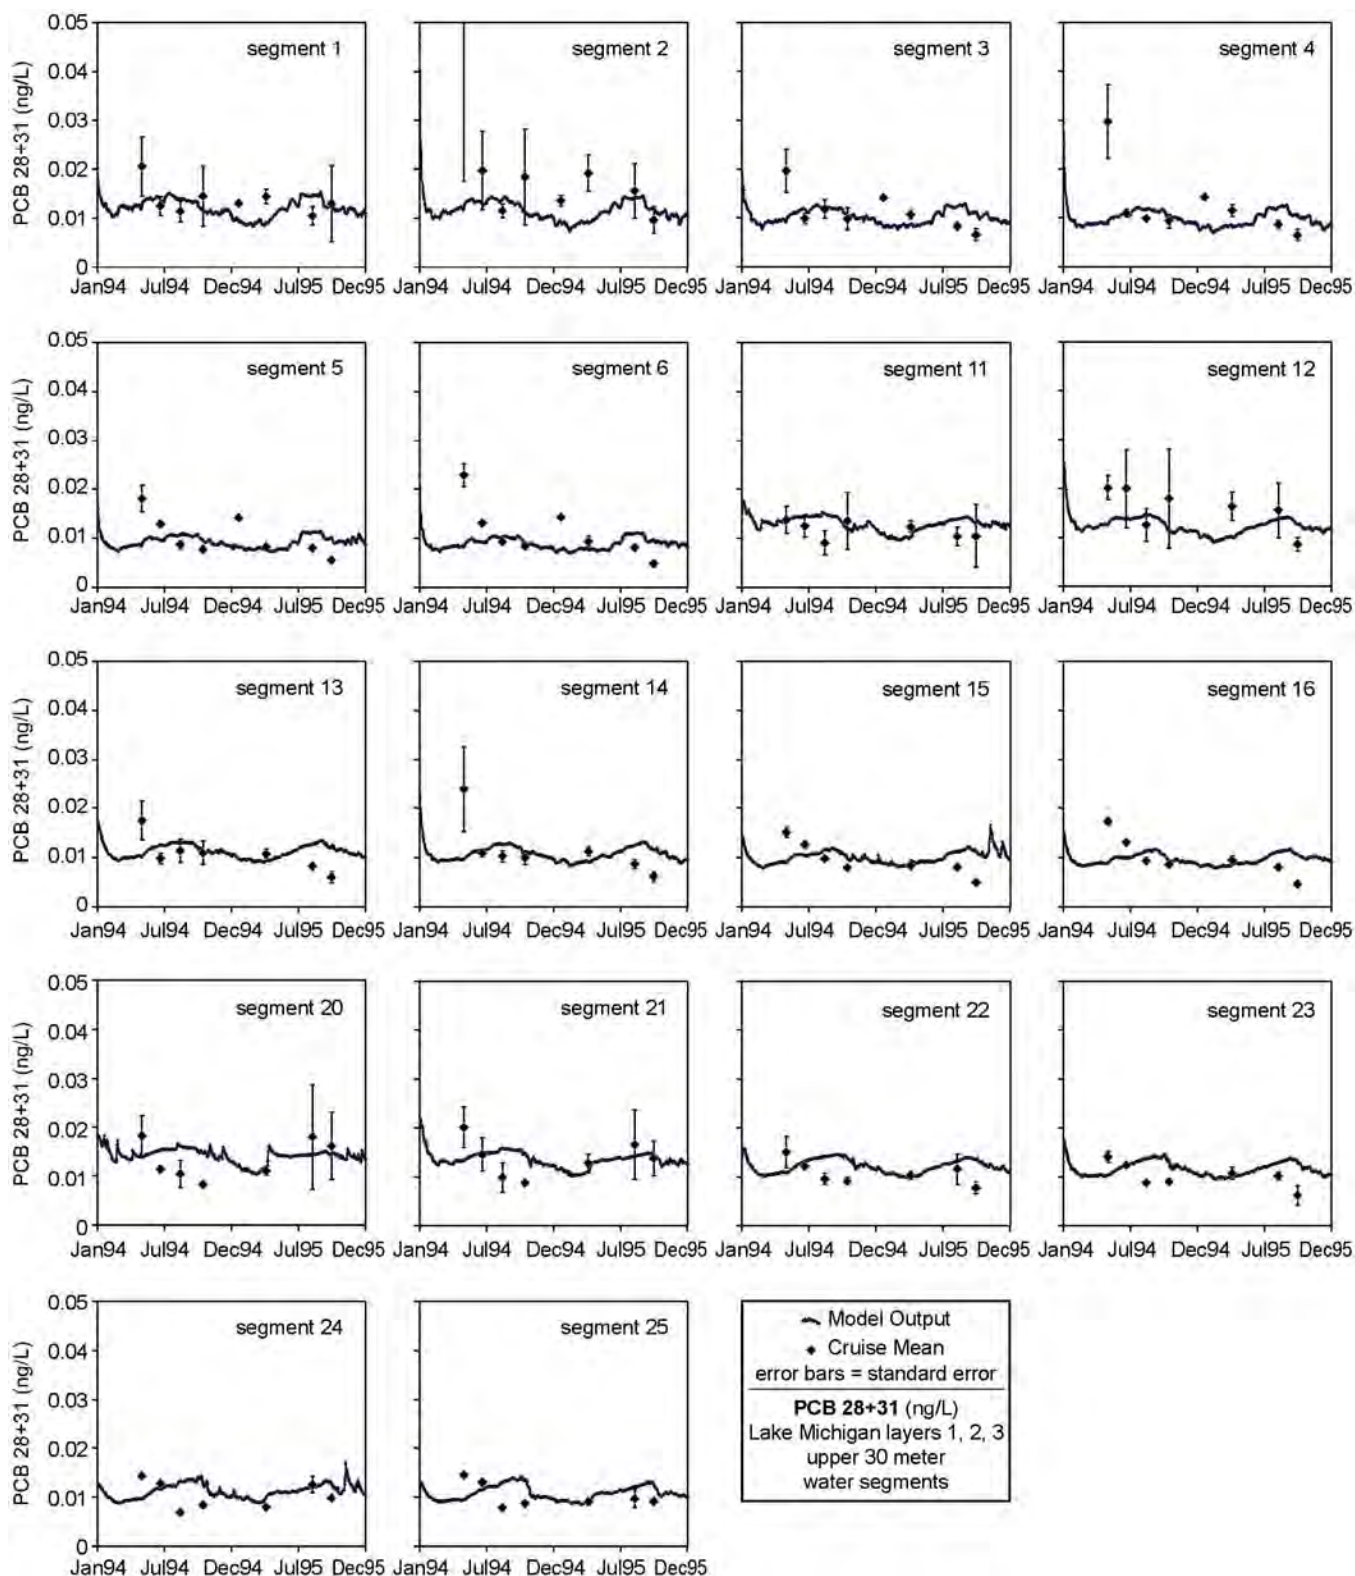 PCB 28+31 (ng/L)
0.05
0.04
0.03
0.02
0.01
0
segment 1
Jan94 Jul94 Dec94 Jul95 Dec95
segment 2
Jan94 Jul94 Dec94 Jul95 Dec95
segment 3
Jan94 Jul94 Dec94 Jul95 Dec95
segment 4
Jan94 Jul94 Dec94 Jul95 Dec95
PCB 28+31 (ng/L)
0.05
0.04
0.03
0.02
0.01
0
segment 5
Jan94 Jul94 Dec94 Jul95 Dec95
segment 6
Jan94 Jul94 Dec94 Jul95 Dec95
segment 11
Jan94 Jul94 Dec94 Jul95 Dec95
segment 12
Jan94 Jul94 Dec94 Jul95 Dec95
PCB 28+31 (ng/L)
0.05
0.04
0.03
0.02
0.01
0
segment 13
Jan94 Jul94 Dec94 Jul95 Dec95
segment 14
Jan94 Jul94 Dec94 Jul95 Dec95
segment 15
Jan94 Jul94 Dec94 Jul95 Dec95
segment 16
Jan94 Jul94 Dec94 Jul95 Dec95
PCB 28+31 (ng/L)
0.05
0.04
0.03
0.02
0.01
0
segment 20
Jan94 Jul94 Dec94 Jul95 Dec95
segment 21
Jan94 Jul94 Dec94 Jul95 Dec95
segment 22
Jan94 Jul94 Dec94 Jul95 Dec95
segment 23
Jan94 Jul94 Dec94 Jul95 Dec95
PCB 28+31 (ng/L)
0.05
0.04
0.03
0.02
0.01
0
segment 24
Jan94 Jul94 Dec94 Jul95 Dec95
segment 25
Jan94 Jul94 Dec94 Jul95 Dec95
Model Output
Cruise Mean
error bars = standard error
PCB 28+31 (ng/L)
Lake Michigan layers 1, 2, 3
upper 30 meter
water segments